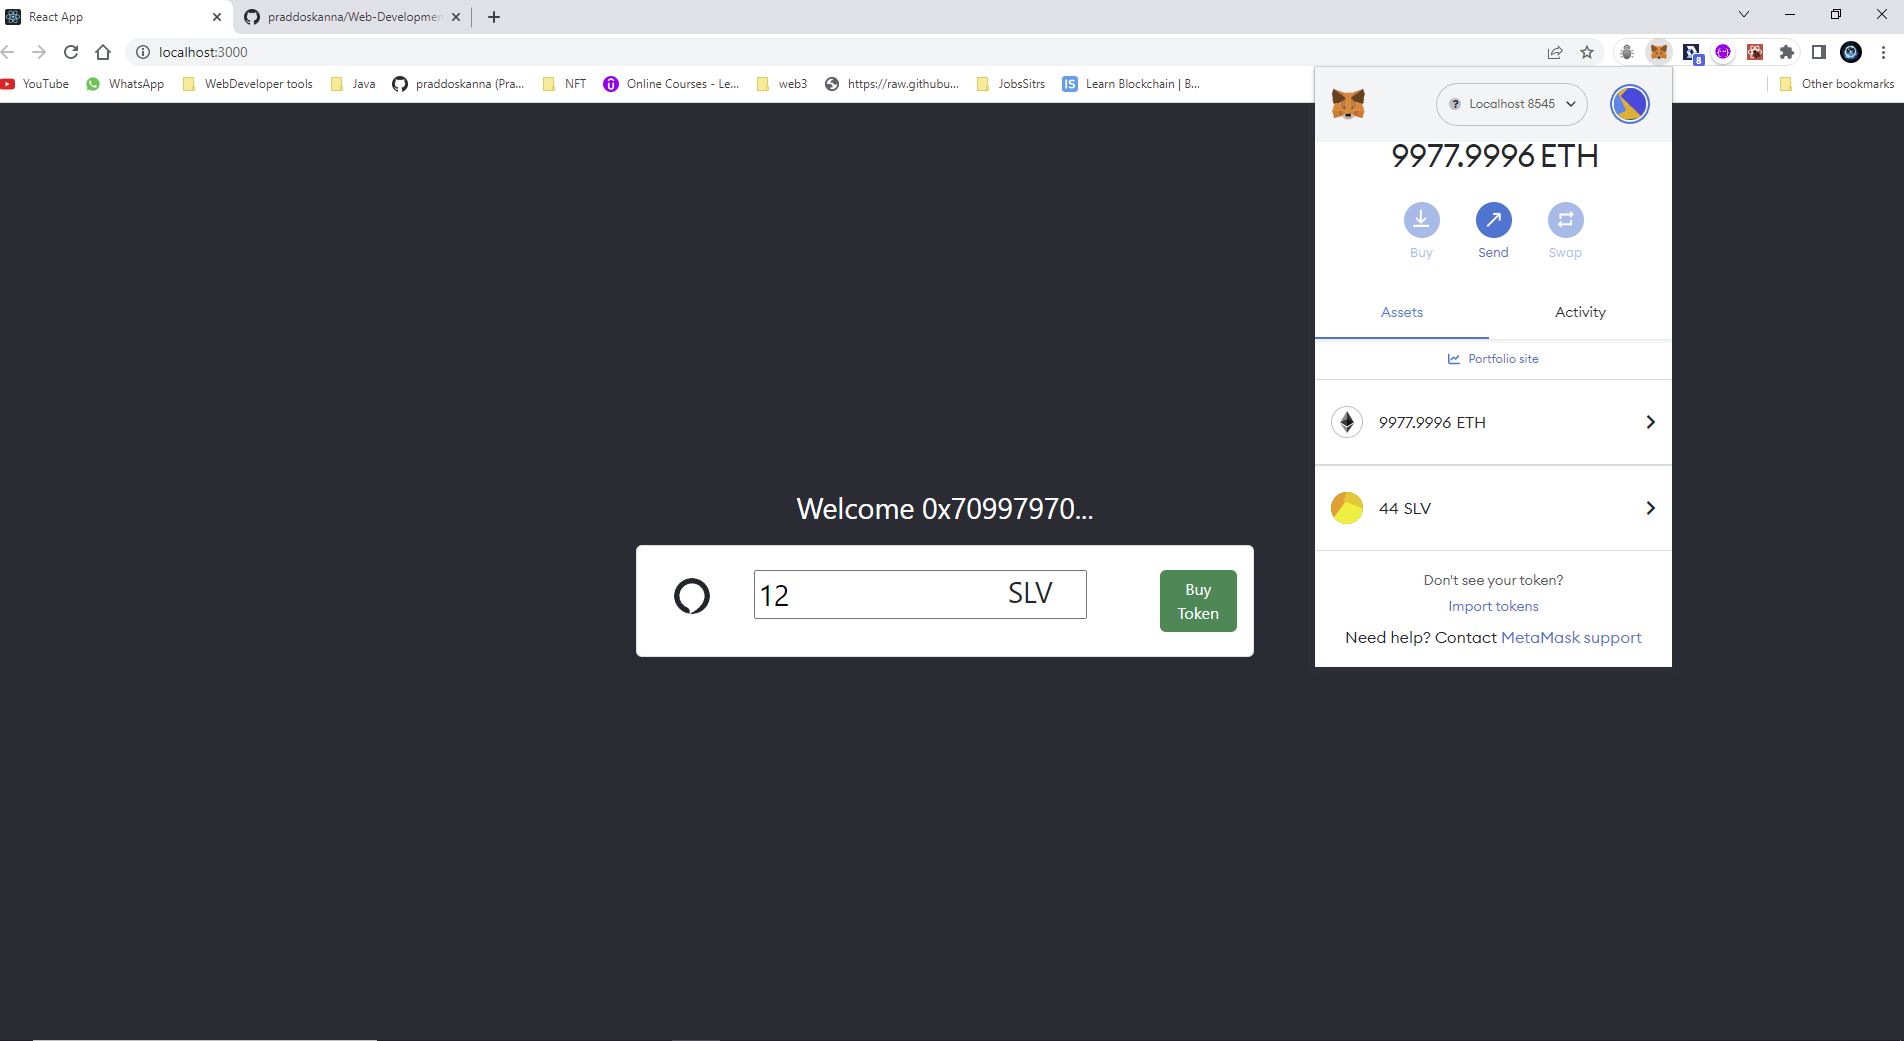 React App
praddoskanna/Web-Developmen
localhost:3000
8
YouTube
WhatsApp
WebDeveloper tools
Java
praddoskanna (Pra...
NFT
Online Courses - Le...
web3
https://raw.githubu...
JobsSitrs
IS
Learn Blockchain | B...
Other bookmarks
Localhost 8545
9977.9996 ETH
Buy
Send
Swap
Assets
Activity
Portfolio site
9977.9996 ETH
44 SLV
Don't see your token?
Import tokens
Need help? Contact MetaMask support
Welcome 0x70997970...
12
SLV
Buy
Token